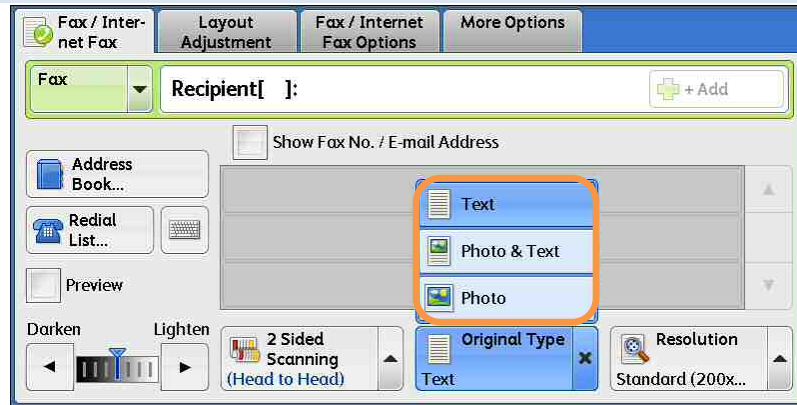 Fax / Inter-
net Fax
Layout
Adjustment
Fax / Internet
Fax Options
More Options
Fax
Recipient[   ]:
+ Add
Show Fax No. / E-mail Address
Address
Book...
Redial
List...
Preview
Text
Photo & Text
Photo
Darken
Lighten
2 Sided
Scanning
(Head to Head)
Original Type
Text
Resolution
Standard (200x...